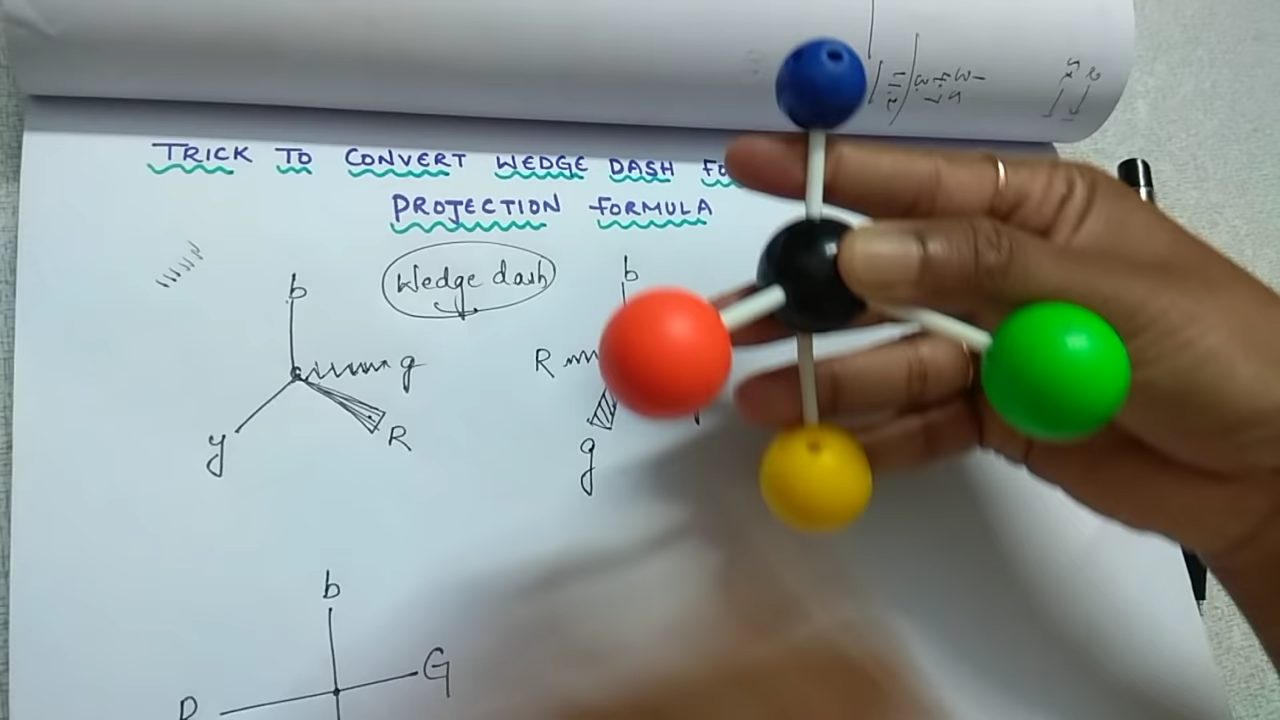 TRICK TO CONVERT WEDGE DASH
PROJECTION FORMULA
Wedge dash
b
g
y
R
b
R
g
b
G